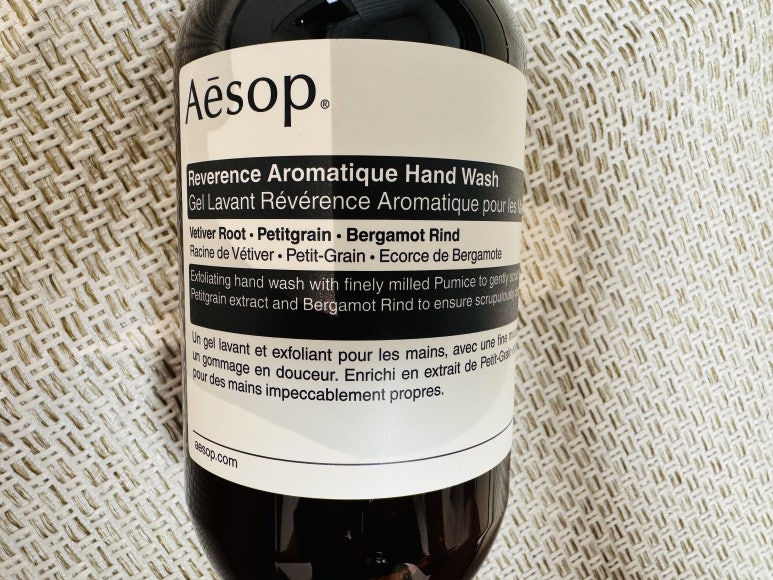 Aēsop®
Reverence Aromatique Hand Wash
Gel Lavant Révérence Aromatique pour les
Vetiver Root • Petitgrain • Bergamot Rind
Racine de Vétiver • Petit-Grain • Ecorce de Bergamote
Exfoliating hand wash with finely milled Pumice to gently
Petitgrain extract and Bergamot Rind to ensure scrupulously
Un gel lavant et exfoliant pour les mains, avec une fine
un gommage en douceur. Enrichi en extrait de Petit-Grain
pour des mains impeccablement propres.
aesop.com